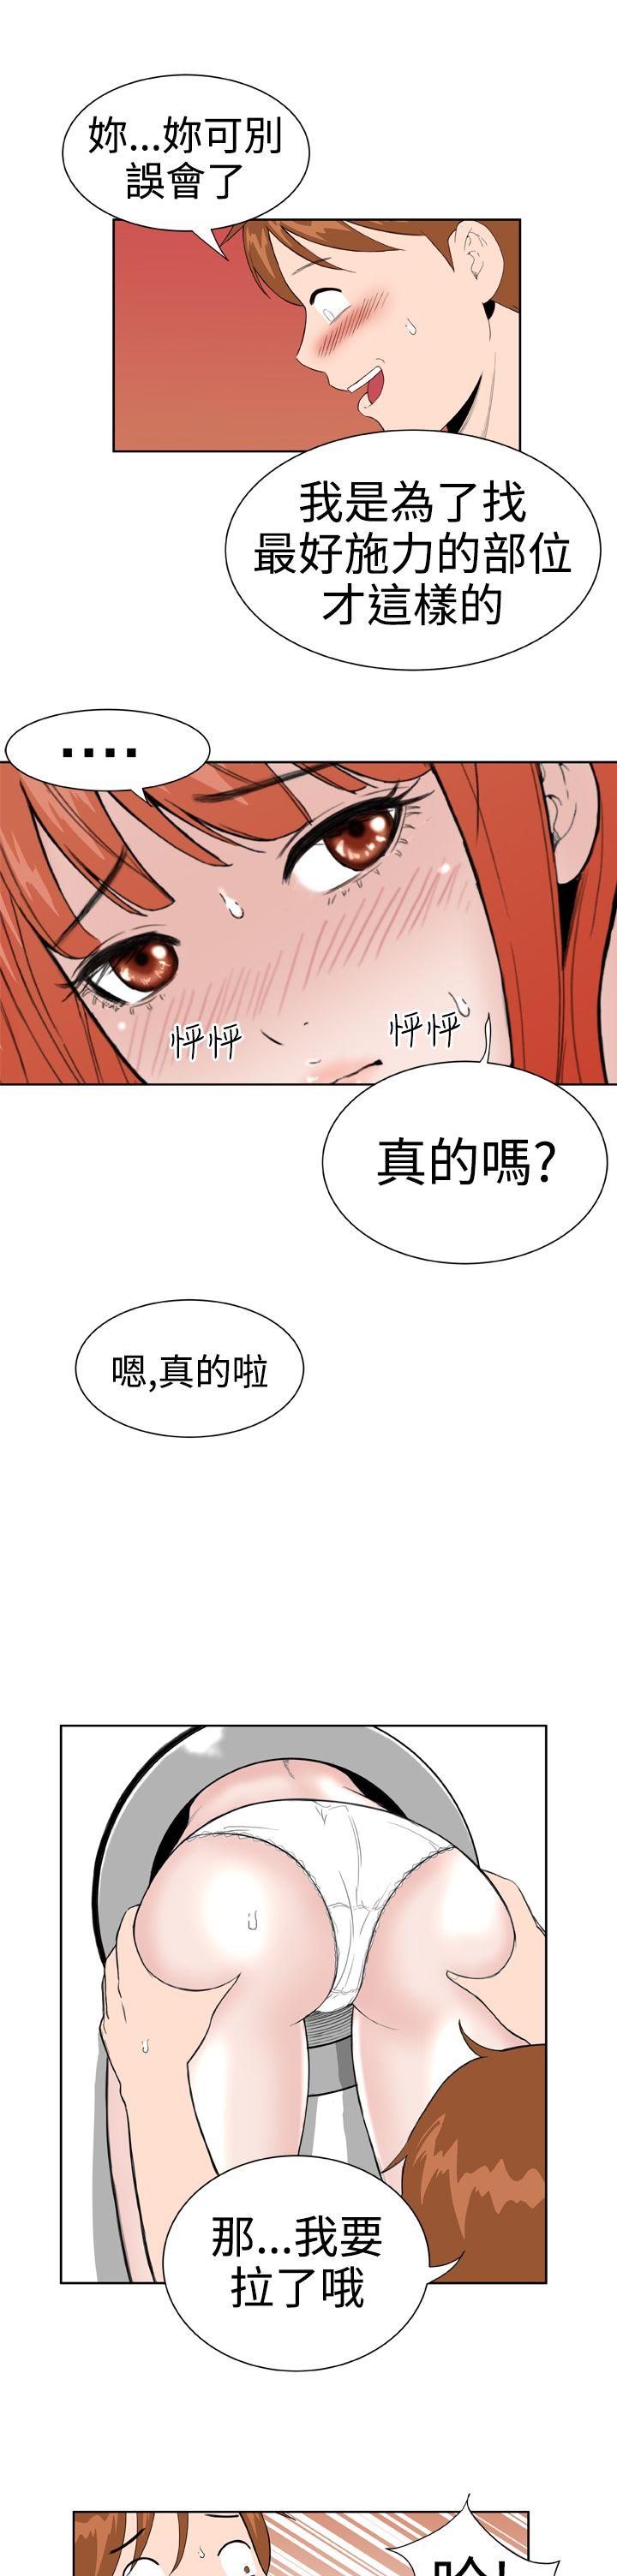 妳...妳可別
誤會了
我是為了找
最好施力的部位
才這樣的
....
怦怦
怦怦
真的嗎?
嗯,真的啦
那...我要
拉了哦